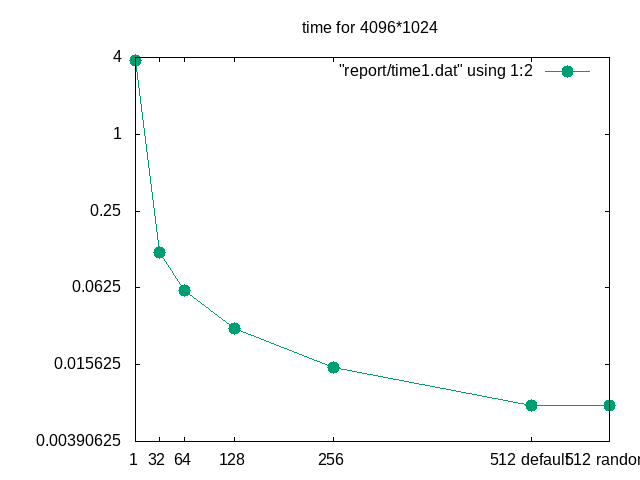 time for 4096*1024
"report/time1.dat" using 1:2
4
1
0.25
0.0625
0.015625
0.00390625
1 32 64 128 256 512 default 512 random